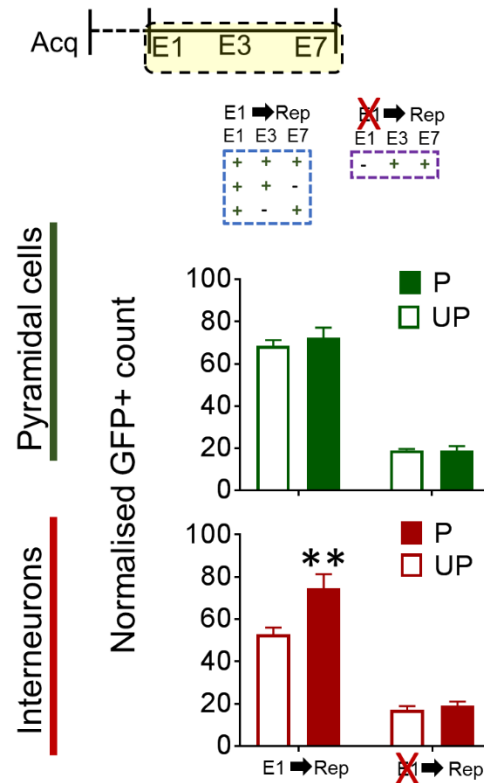 Acq E1 E3 E7
E1 ➡ Rep E1 ➡ Rep
E1 E3 E7 E1 E3 E7
+ + + - + +
+ + -
+ - +
Pyramidal cells
Normalised GFP+ count
100
80
60
40
20
0
P
UP
Interneurons
100
80
60
40
20
0
**
P
UP
E1 ➡ Rep E1 ➡ Rep